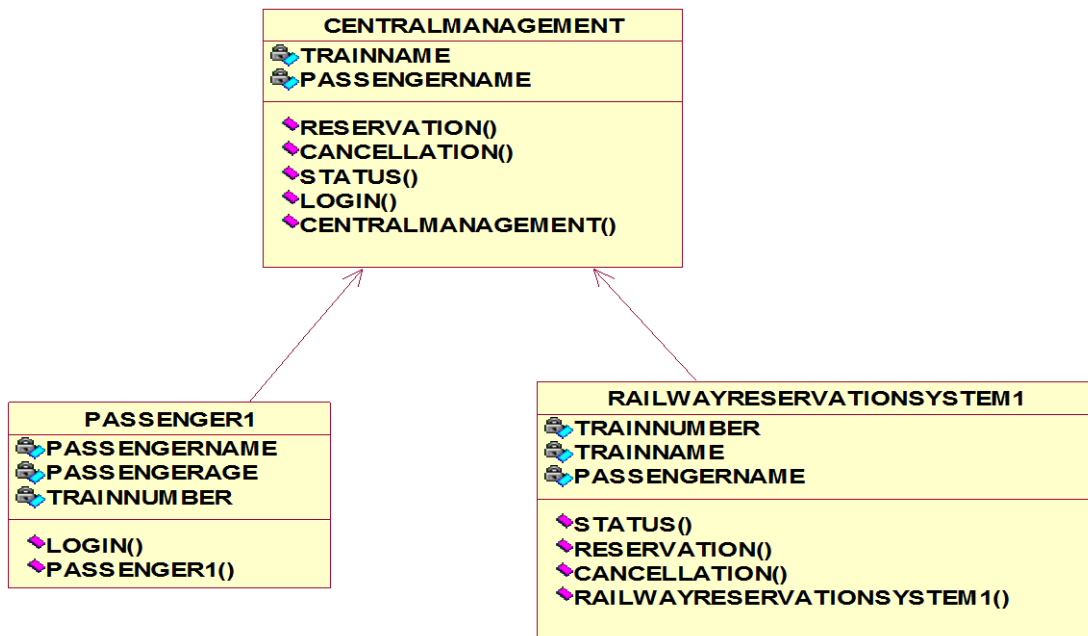 CENTRALMANAGEMENT
TRAINNAME
PASSENGERNAME
RESERVATION()
CANCELLATION()
STATUS()
LOGIN()
CENTRALMANAGEMENT()
PASSENGER1
PASSENGERNAME
PASSENGERAGE
TRAINNUMBER
LOGIN()
PASSENGER1()
RAILWAYRESERVATIONSYSTEM1
TRAINNUMBER
TRAINNAME
PASSENGERNAME
STATUS()
RESERVATION()
CANCELLATION()
RAILWAYRESERVATIONSYSTEM1()